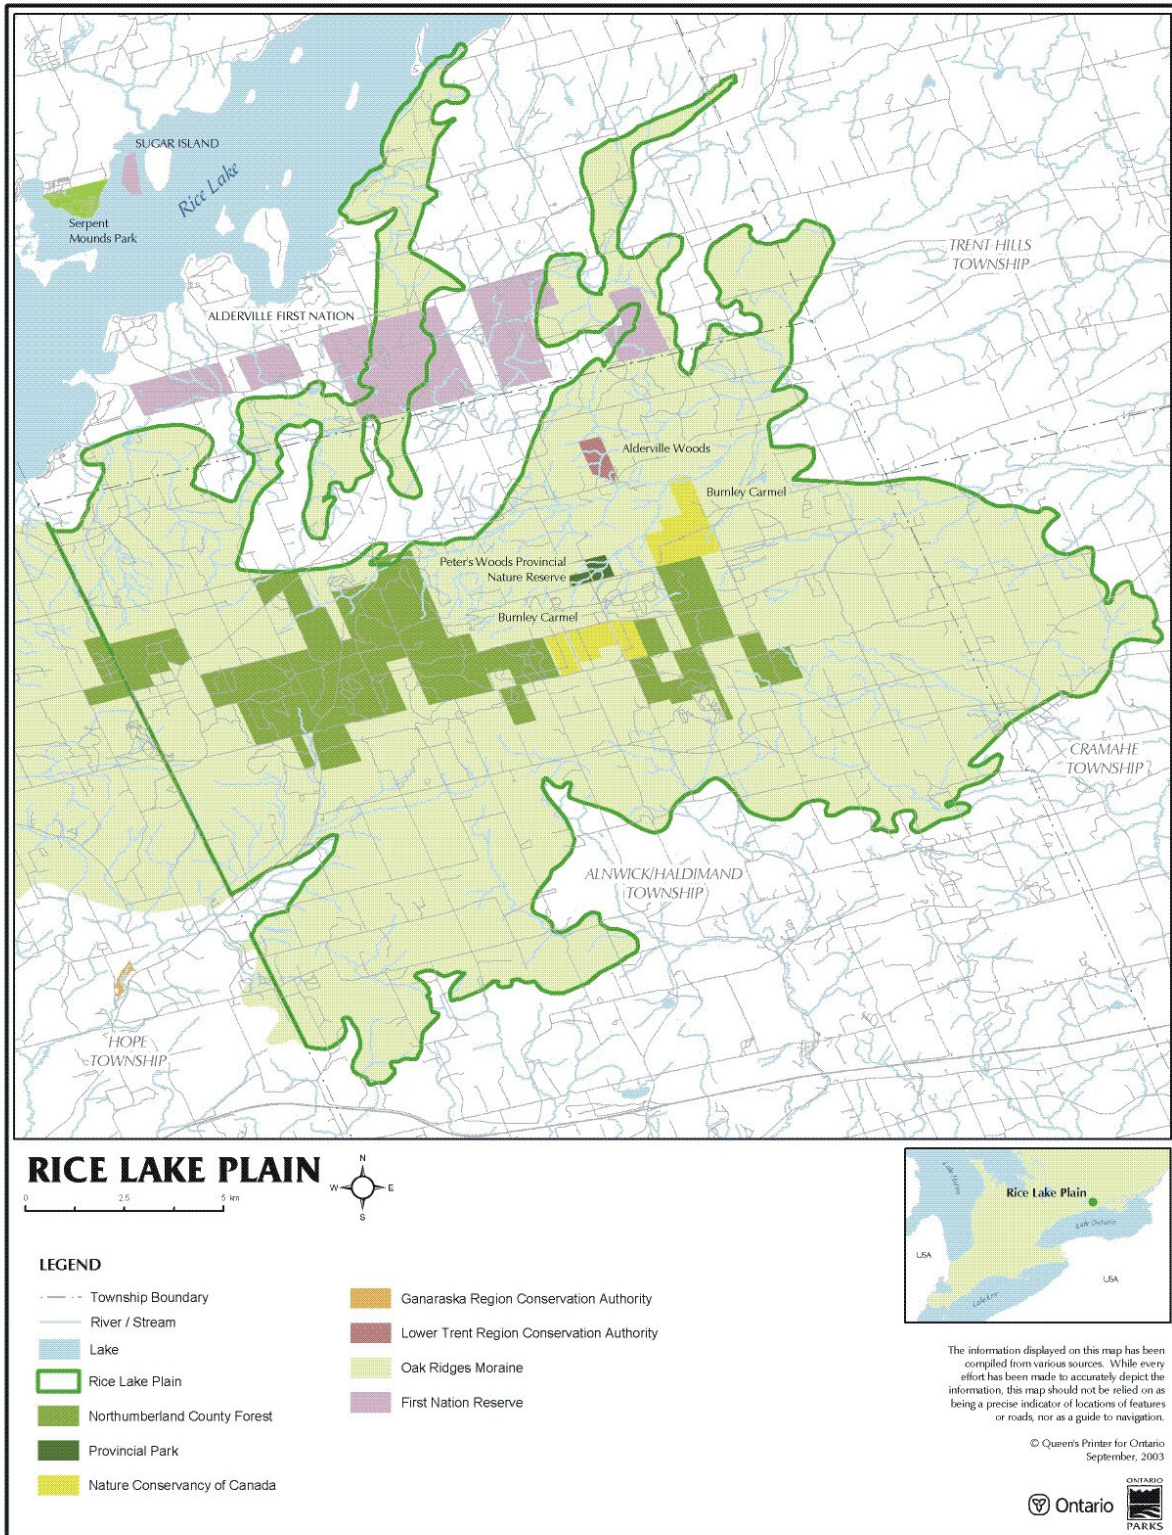 SUGAR ISLAND
Rice Lake
Serpent
Mounds Park
TRENT HILLS
TOWNSHIP
ALDERVILLE FIRST NATION
Alderville Woods
Burnley Carmel
Peter's Woods Provincial
Nature Reserve
Burnley Carmel
CRAMAHE
TOWNSHIP
ALNWICK/HALDIMAND
TOWNSHIP
HOPE
TOWNSHIP
RICE LAKE PLAIN
N
W E
S
0 2.5 5 km
LEGEND
Township Boundary
River / Stream
Lake
Rice Lake Plain
Northumberland County Forest
Provincial Park
Nature Conservancy of Canada
Ganaraska Region Conservation Authority
Lower Trent Region Conservation Authority
Oak Ridges Moraine
First Nation Reserve
Lake Huron
Rice Lake Plain
Lake Ontario
USA
USA
Lake Erie
The information displayed on this map has been
compiled from various sources. While every
effort has been made to accurately depict the
information, this map should not be relied on as
being a precise indicator of locations of features
or roads, nor as a guide to navigation.
© Queen's Printer for Ontario
September, 2003
Ontario
ONTARIO
PARKS